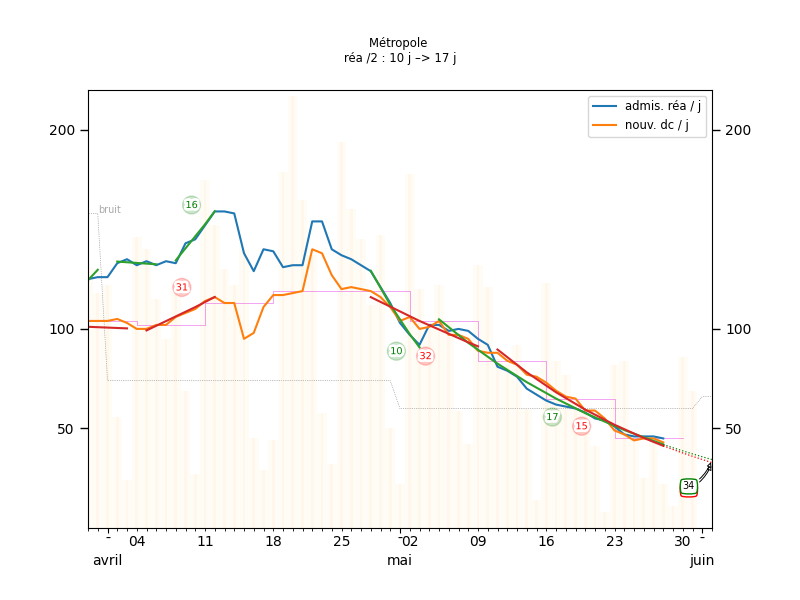 Métropole
réa /2 : 10 j –> 17 j
admis. réa / j
nouv. dc / j
200
200
bruit
16
31
100
100
10
32
17
15
50
50
34
04
11
18
25
02
09
16
23
30
avril
mai
juin